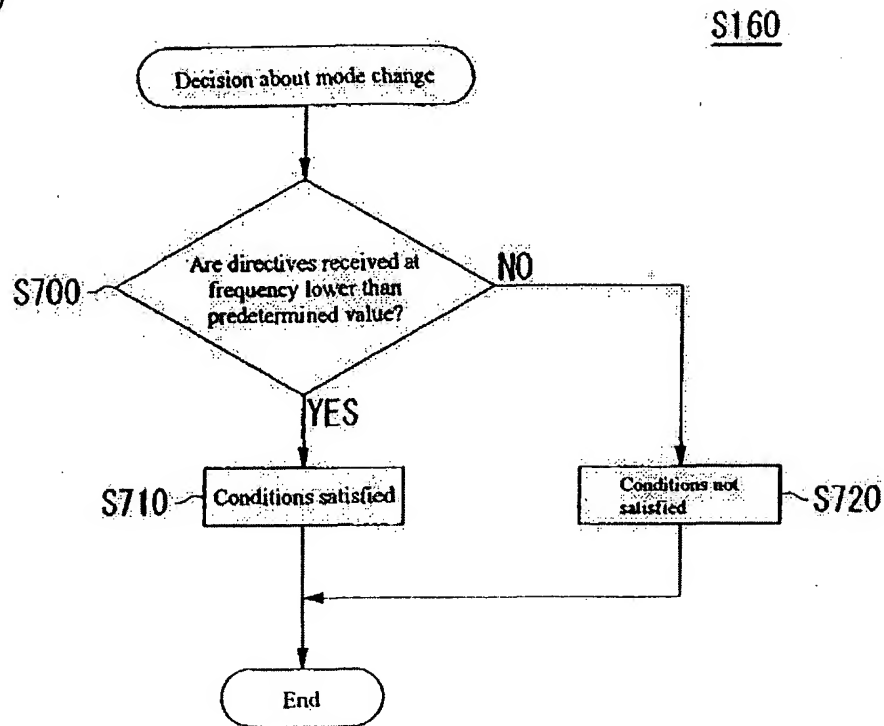 S160
Decision about mode change
S700
Are directives received at
frequency lower than
predetermined value?
NO
YES
S710
Conditions satisfied
Conditions not
satisfied
S720
End